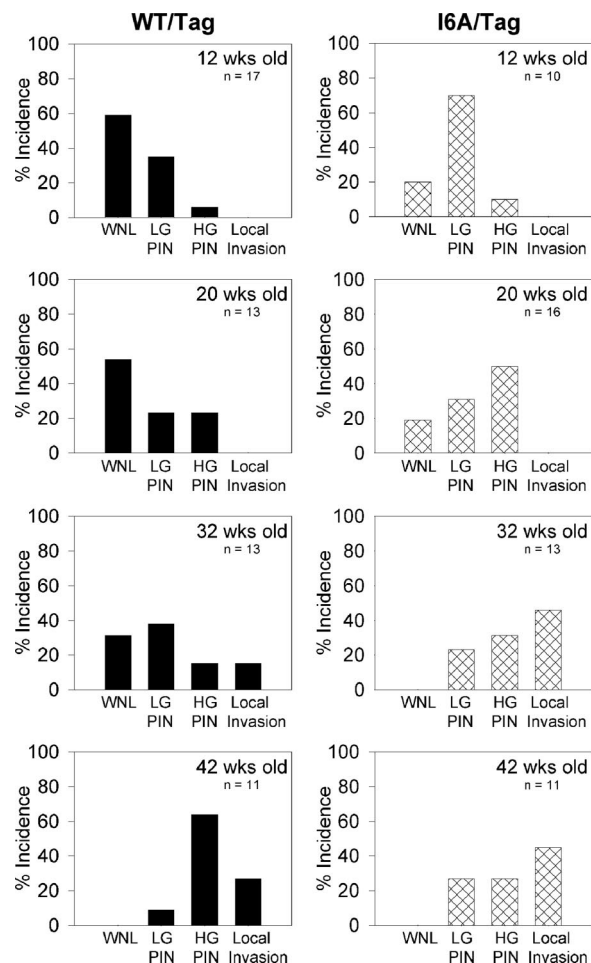 WT/Tag
I6A/Tag
100
80
60
40
20
0
% Incidence
12 wks old
n = 17
WNL LG HG Local
PIN PIN Invasion
100
80
60
40
20
0
% Incidence
12 wks old
n = 10
WNL LG HG Local
PIN PIN Invasion
100
80
60
40
20
0
% Incidence
20 wks old
n = 13
WNL LG HG Local
PIN PIN Invasion
100
80
60
40
20
0
% Incidence
20 wks old
n = 16
WNL LG HG Local
PIN PIN Invasion
100
80
60
40
20
0
% Incidence
32 wks old
n = 13
WNL LG HG Local
PIN PIN Invasion
100
80
60
40
20
0
% Incidence
32 wks old
n = 13
WNL LG HG Local
PIN PIN Invasion
100
80
60
40
20
0
% Incidence
42 wks old
n = 11
WNL LG HG Local
PIN PIN Invasion
100
80
60
40
20
0
% Incidence
42 wks old
n = 11
WNL LG HG Local
PIN PIN Invasion